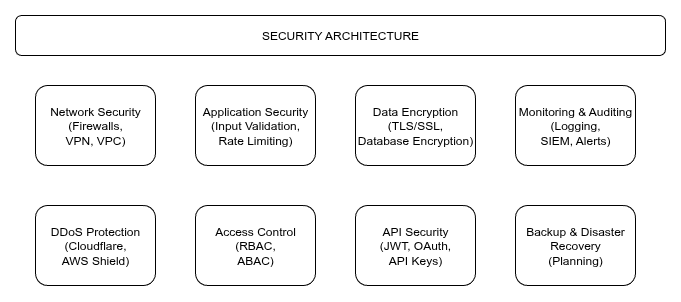 SECURITY ARCHITECTURE
Network Security
(Firewalls,
VPN, VPC)
Application Security
(Input Validation,
Rate Limiting)
Data Encryption
(TLS/SSL,
Database Encryption)
Monitoring & Auditing
(Logging,
SIEM, Alerts)
DDoS Protection
(Cloudflare,
AWS Shield)
Access Control
(RBAC,
ABAC)
API Security
(JWT, OAuth,
API Keys)
Backup & Disaster
Recovery
(Planning)